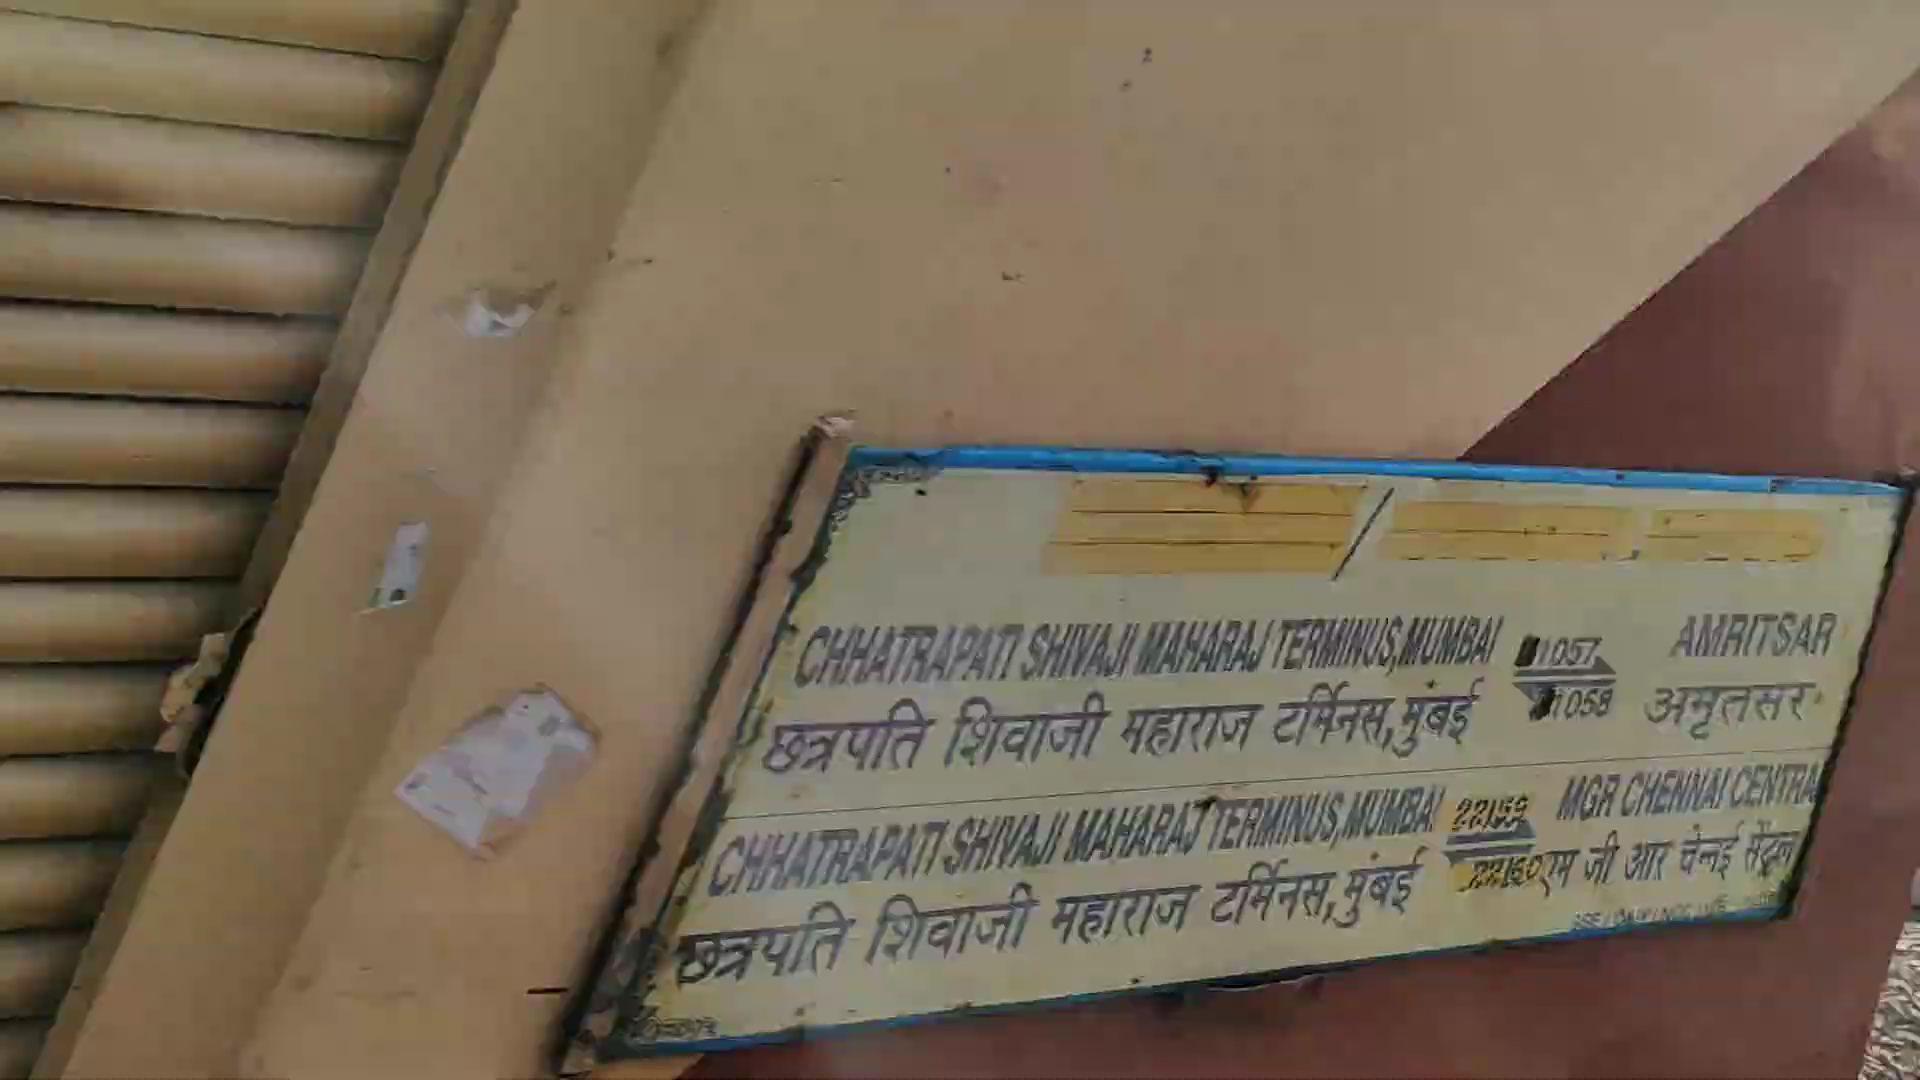 CHHATRAPATI SHIVAJI MAHARAJ TERMINUS,MUMBAI 11057 AMRITSAR
छत्रपति शिवाजी महाराज टर्मिनस,मुंबई 11058 अमृतसर
CHHATRAPATI SHIVAJI MAHARAJ TERMINUS,MUMBAI 22159 MGR CHENNAI CENTRA
छत्रपति शिवाजी महाराज टर्मिनस,मुंबई 22160 एम जी आर चेन्नई सेंट्रल